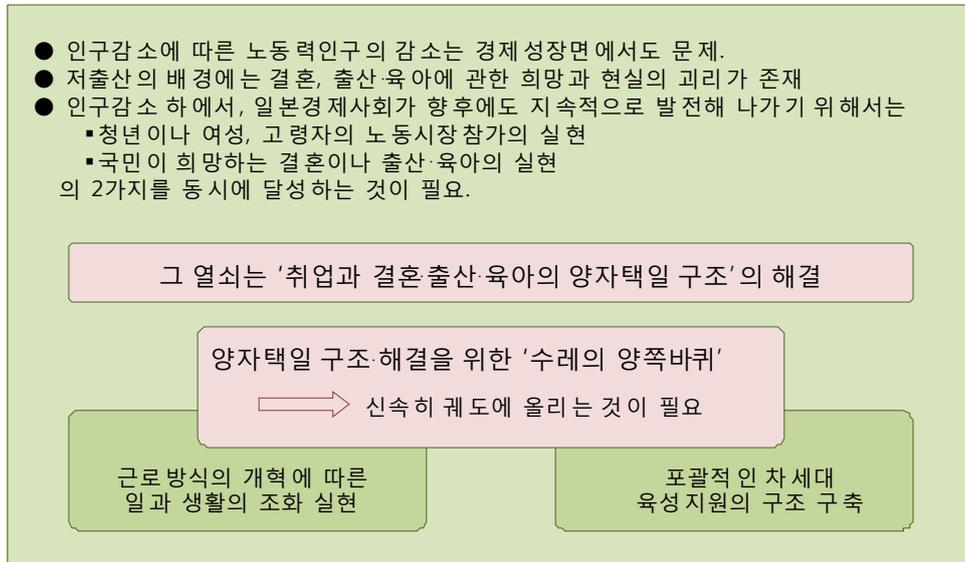 ● 인구감소에 따른 노동력인구의 감소는 경제성장면에서도 문제.
● 저출산의 배경에는 결혼, 출산·육아에 관한 희망과 현실의 괴리가 존재
● 인구감소 하에서, 일본경제사회가 향후에도 지속적으로 발전해 나가기 위해서는
▪청년이나 여성, 고령자의 노동시장참가의 실현
▪국민이 희망하는 결혼이나 출산·육아의 실현
의 2가지를 동시에 달성하는 것이 필요.
그 열쇠는 '취업과 결혼·출산·육아의 양자택일 구조'의 해결
양자택일 구조·해결을 위한 '수레의 양쪽바퀴'
신속히 궤도에 올리는 것이 필요
근로방식의 개혁에 따른
일과 생활의 조화 실현
포괄적인 차세대
육성지원의 구조 구축